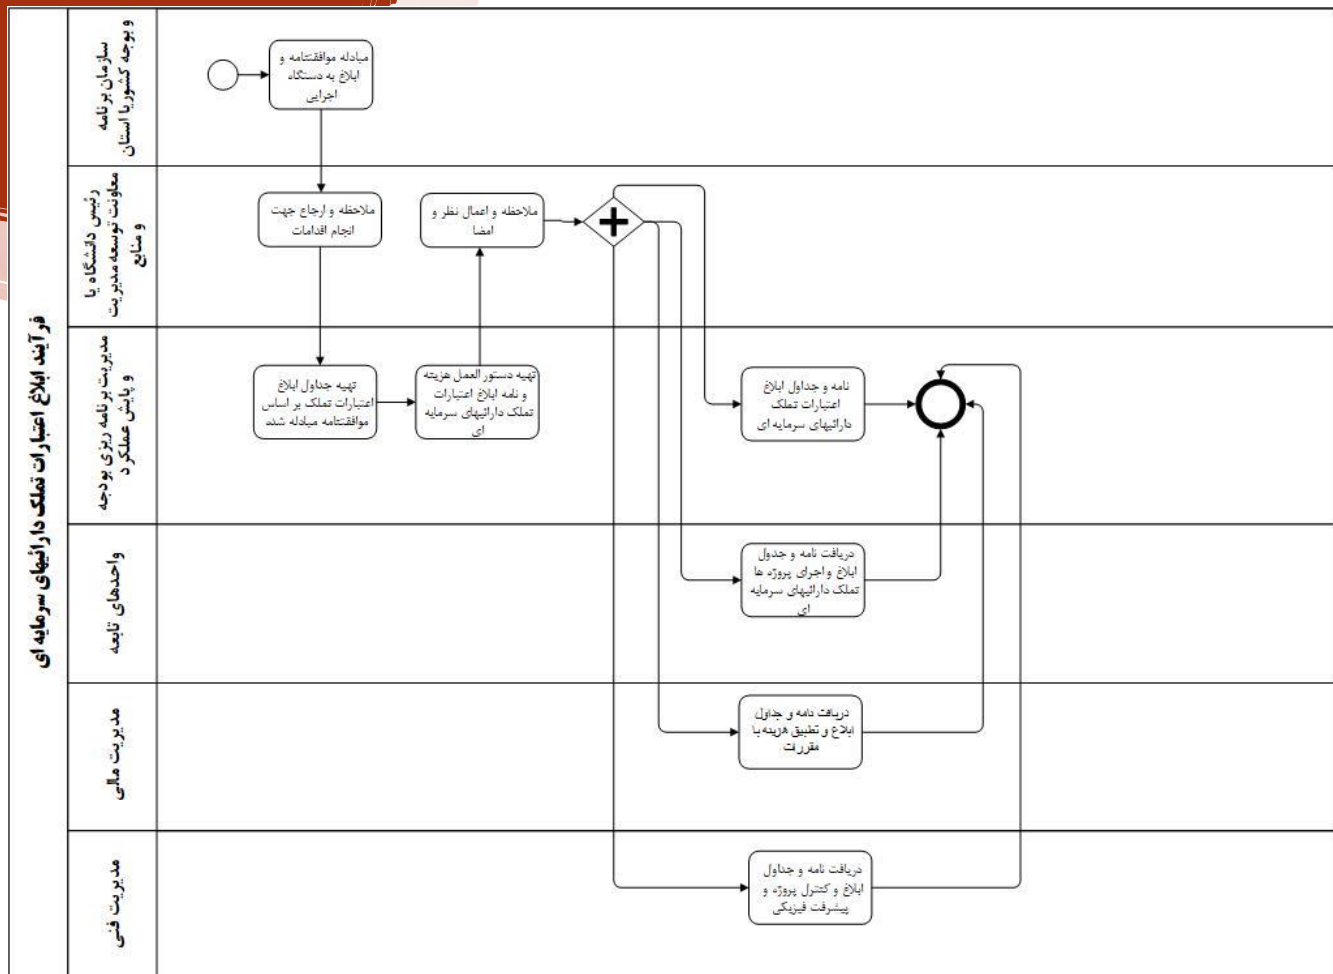 فرآیند ابلاغ اعتبارات تملک دارائیهای سرمایه ای
سازمان برنامه
و بوجه کشور یا استان
مبادله موافقتنامه و
ابلاغ به دستگاه
اجرایی
رئیس دانشگاه یا
معاونت توسعه مدیریت
و منابع
ملاحظه و ارجاع جهت
انجام اقدامات
ملاحظه و اعمال نظر و
امضا
مدیریت برنامه ریزی بودجه
و پایش عملکرد
تهیه جداول ابلاغ
اعتبارات تملک بر اساس
موافقتنامه مبادله شده
تهیه دستور العمل هزینه
و نامه ابلاغ اعتبارات
تملک دارائیهای سرمایه
ای
نامه و جداول ابلاغ
اعتبارات تملک
دارائیهای سرمایه ای
واحدهای تابعه
دریافت نامه و جدول
ابلاغ و اجرای پروژه ها
تملک دارائیهای سرمایه
ای
مدیریت مالی
دریافت نامه و جداول
ابلاغ و تطبیق هزینه با
مقررات
مدیریت فنی
دریافت نامه و جداول
ابلاغ و کنترل پروژه و
پیشرفت فیزیکی